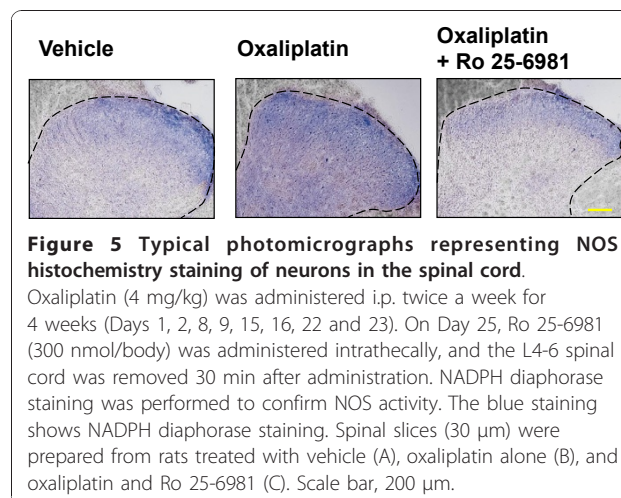 Vehicle
Oxaliplatin
Oxaliplatin
+ Ro 25-6981
Figure 5 Typical photomicrographs representing NOS
histochemistry staining of neurons in the spinal cord.
Oxaliplatin (4 mg/kg) was administered i.p. twice a week for
4 weeks (Days 1, 2, 8, 9, 15, 16, 22 and 23). On Day 25, Ro 25-6981
(300 nmol/body) was administered intrathecally, and the L4-6 spinal
cord was removed 30 min after administration. NADPH diaphorase
staining was performed to confirm NOS activity. The blue staining
shows NADPH diaphorase staining. Spinal slices (30 μm) were
prepared from rats treated with vehicle (A), oxaliplatin alone (B), and
oxaliplatin and Ro 25-6981 (C). Scale bar, 200 μm.